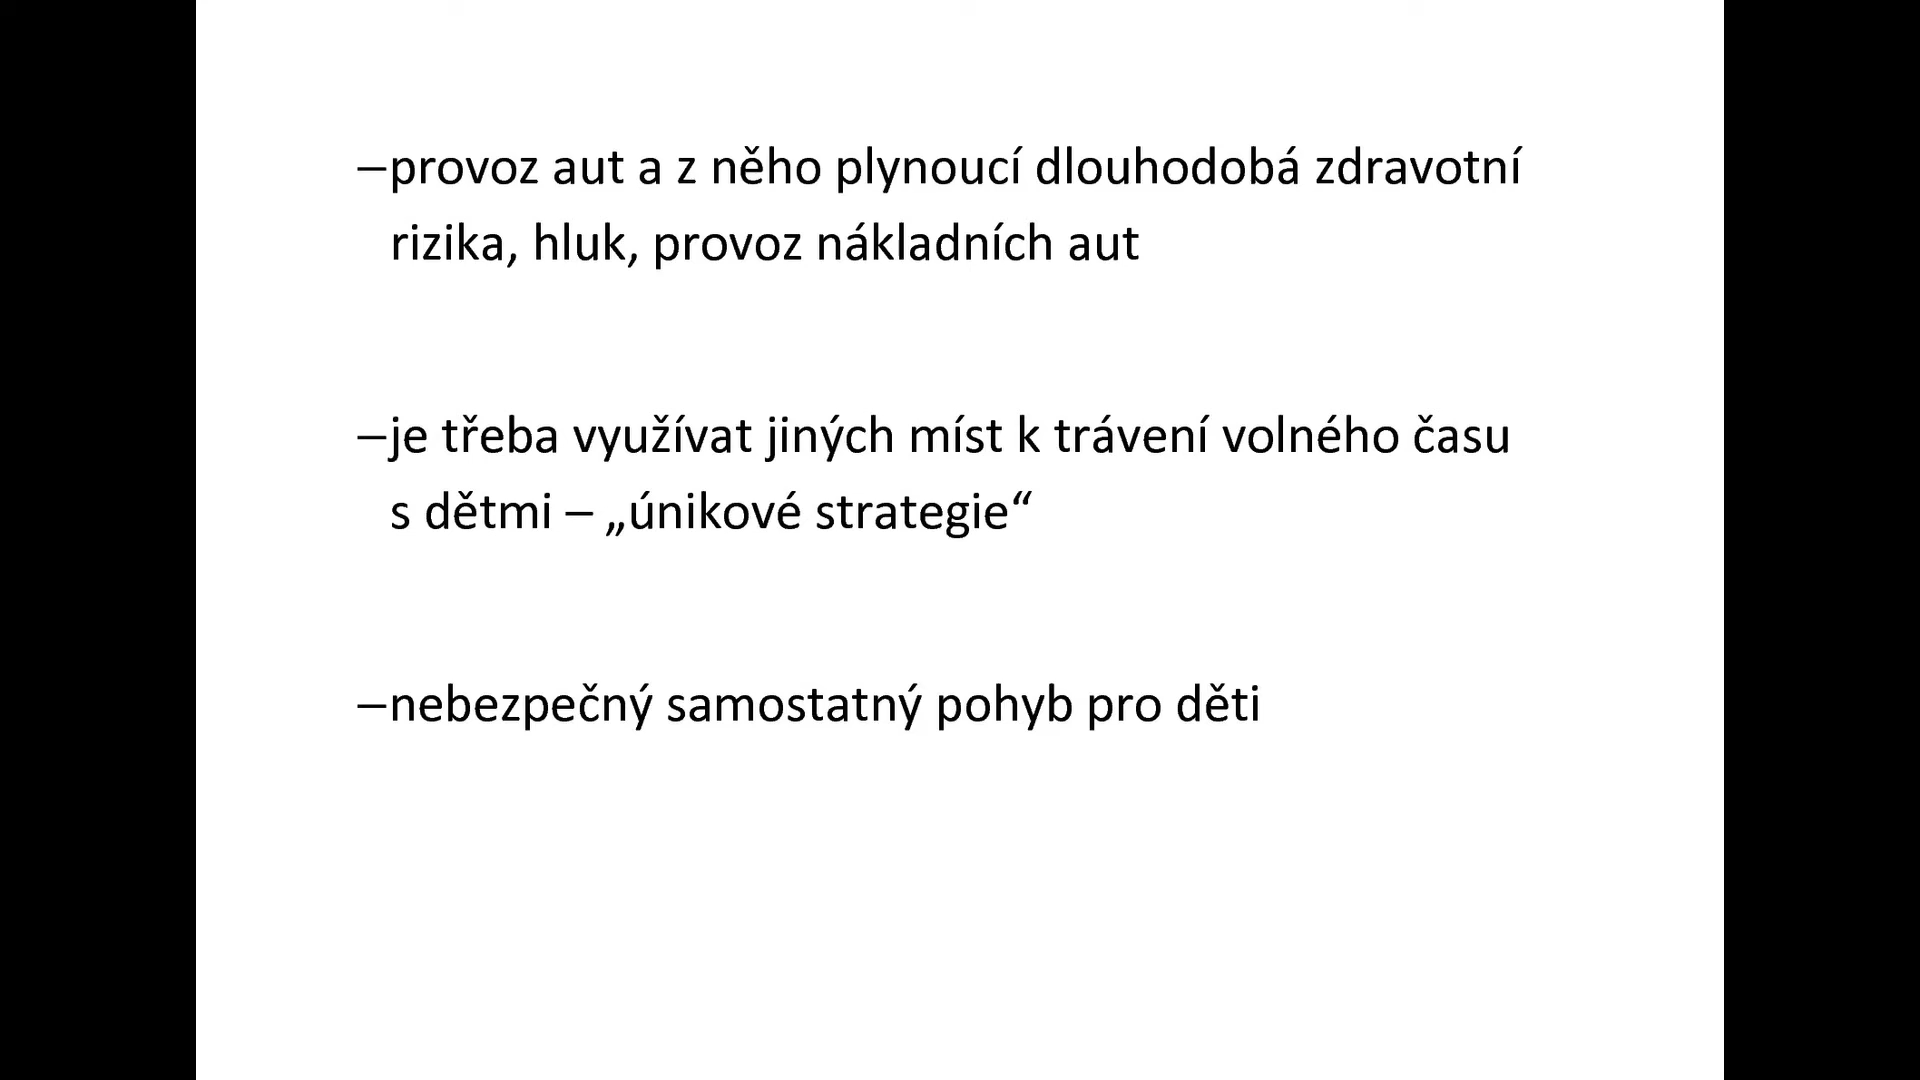 –provoz aut a z něho plynoucí dlouhodobá zdravotní
rizika, hluk, provoz nákladních aut
–je třeba využívat jiných míst k trávení volného času
s dětmi – „únikové strategie“
–nebezpečný samostatný pohyb pro děti